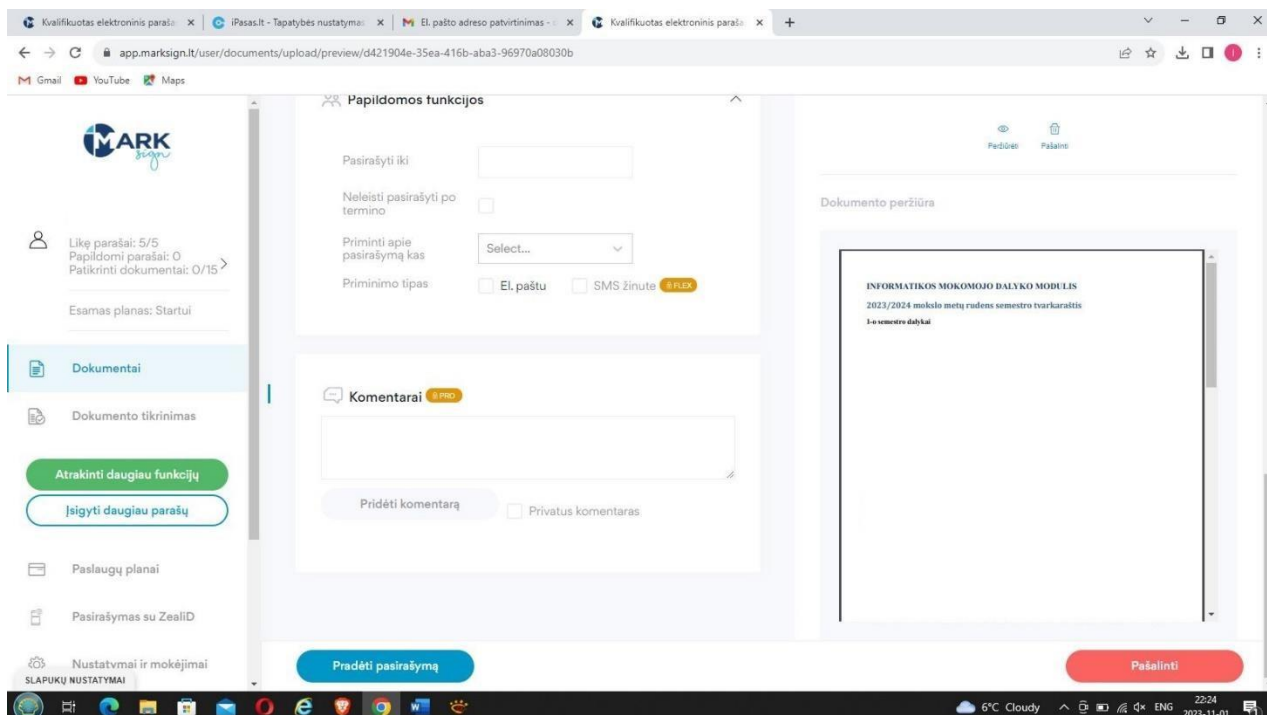 Kvalifikuotas elektroninis paraša
iPasas.lt - Tapatybės nustatymas
El. pašto adreso patvirtinimas -
Kvalifikuotas elektroninis paraša
app.marksign.lt/user/documents/upload/preview/d421904e-35ea-416b-aba3-96970a08030b
Gmail YouTube Maps
MARK
sign
Likę parašai: 5/5
Papildomi parašai: 0
Patikrinti dokumentai: 0/15
Esamas planas: Startui
Dokumentai
Dokumento tikrinimas
Atrakinti daugiau funkcijų
Įsigyti daugiau parašų
Paslaugų planai
Pasirašymas su ZealiD
Nustatymai ir mokėjimai
SLAPUKŲ NUSTATYMAI
Papildomos funkcijos
Pasirašyti iki
Neleisti pasirašyti po
termino
Priminti apie
pasirašymą kas
Select...
Priminimo tipas
El. paštu
SMS žinute
FLEX
Komentarai
PRO
Pridėti komentarą
Privatus komentaras
Pradėti pasirašymą
Peržiūrėti
Pašalinti
Dokumento peržiūra
INFORMATIKOS MOKOMOJO DALYKO MODULIS
2023/2024 mokslo metų rudens semestro tvarkaraštis
I-o semestro dalykai
Pašalinti
6°C Cloudy
ENG
22:24
2023-11-01